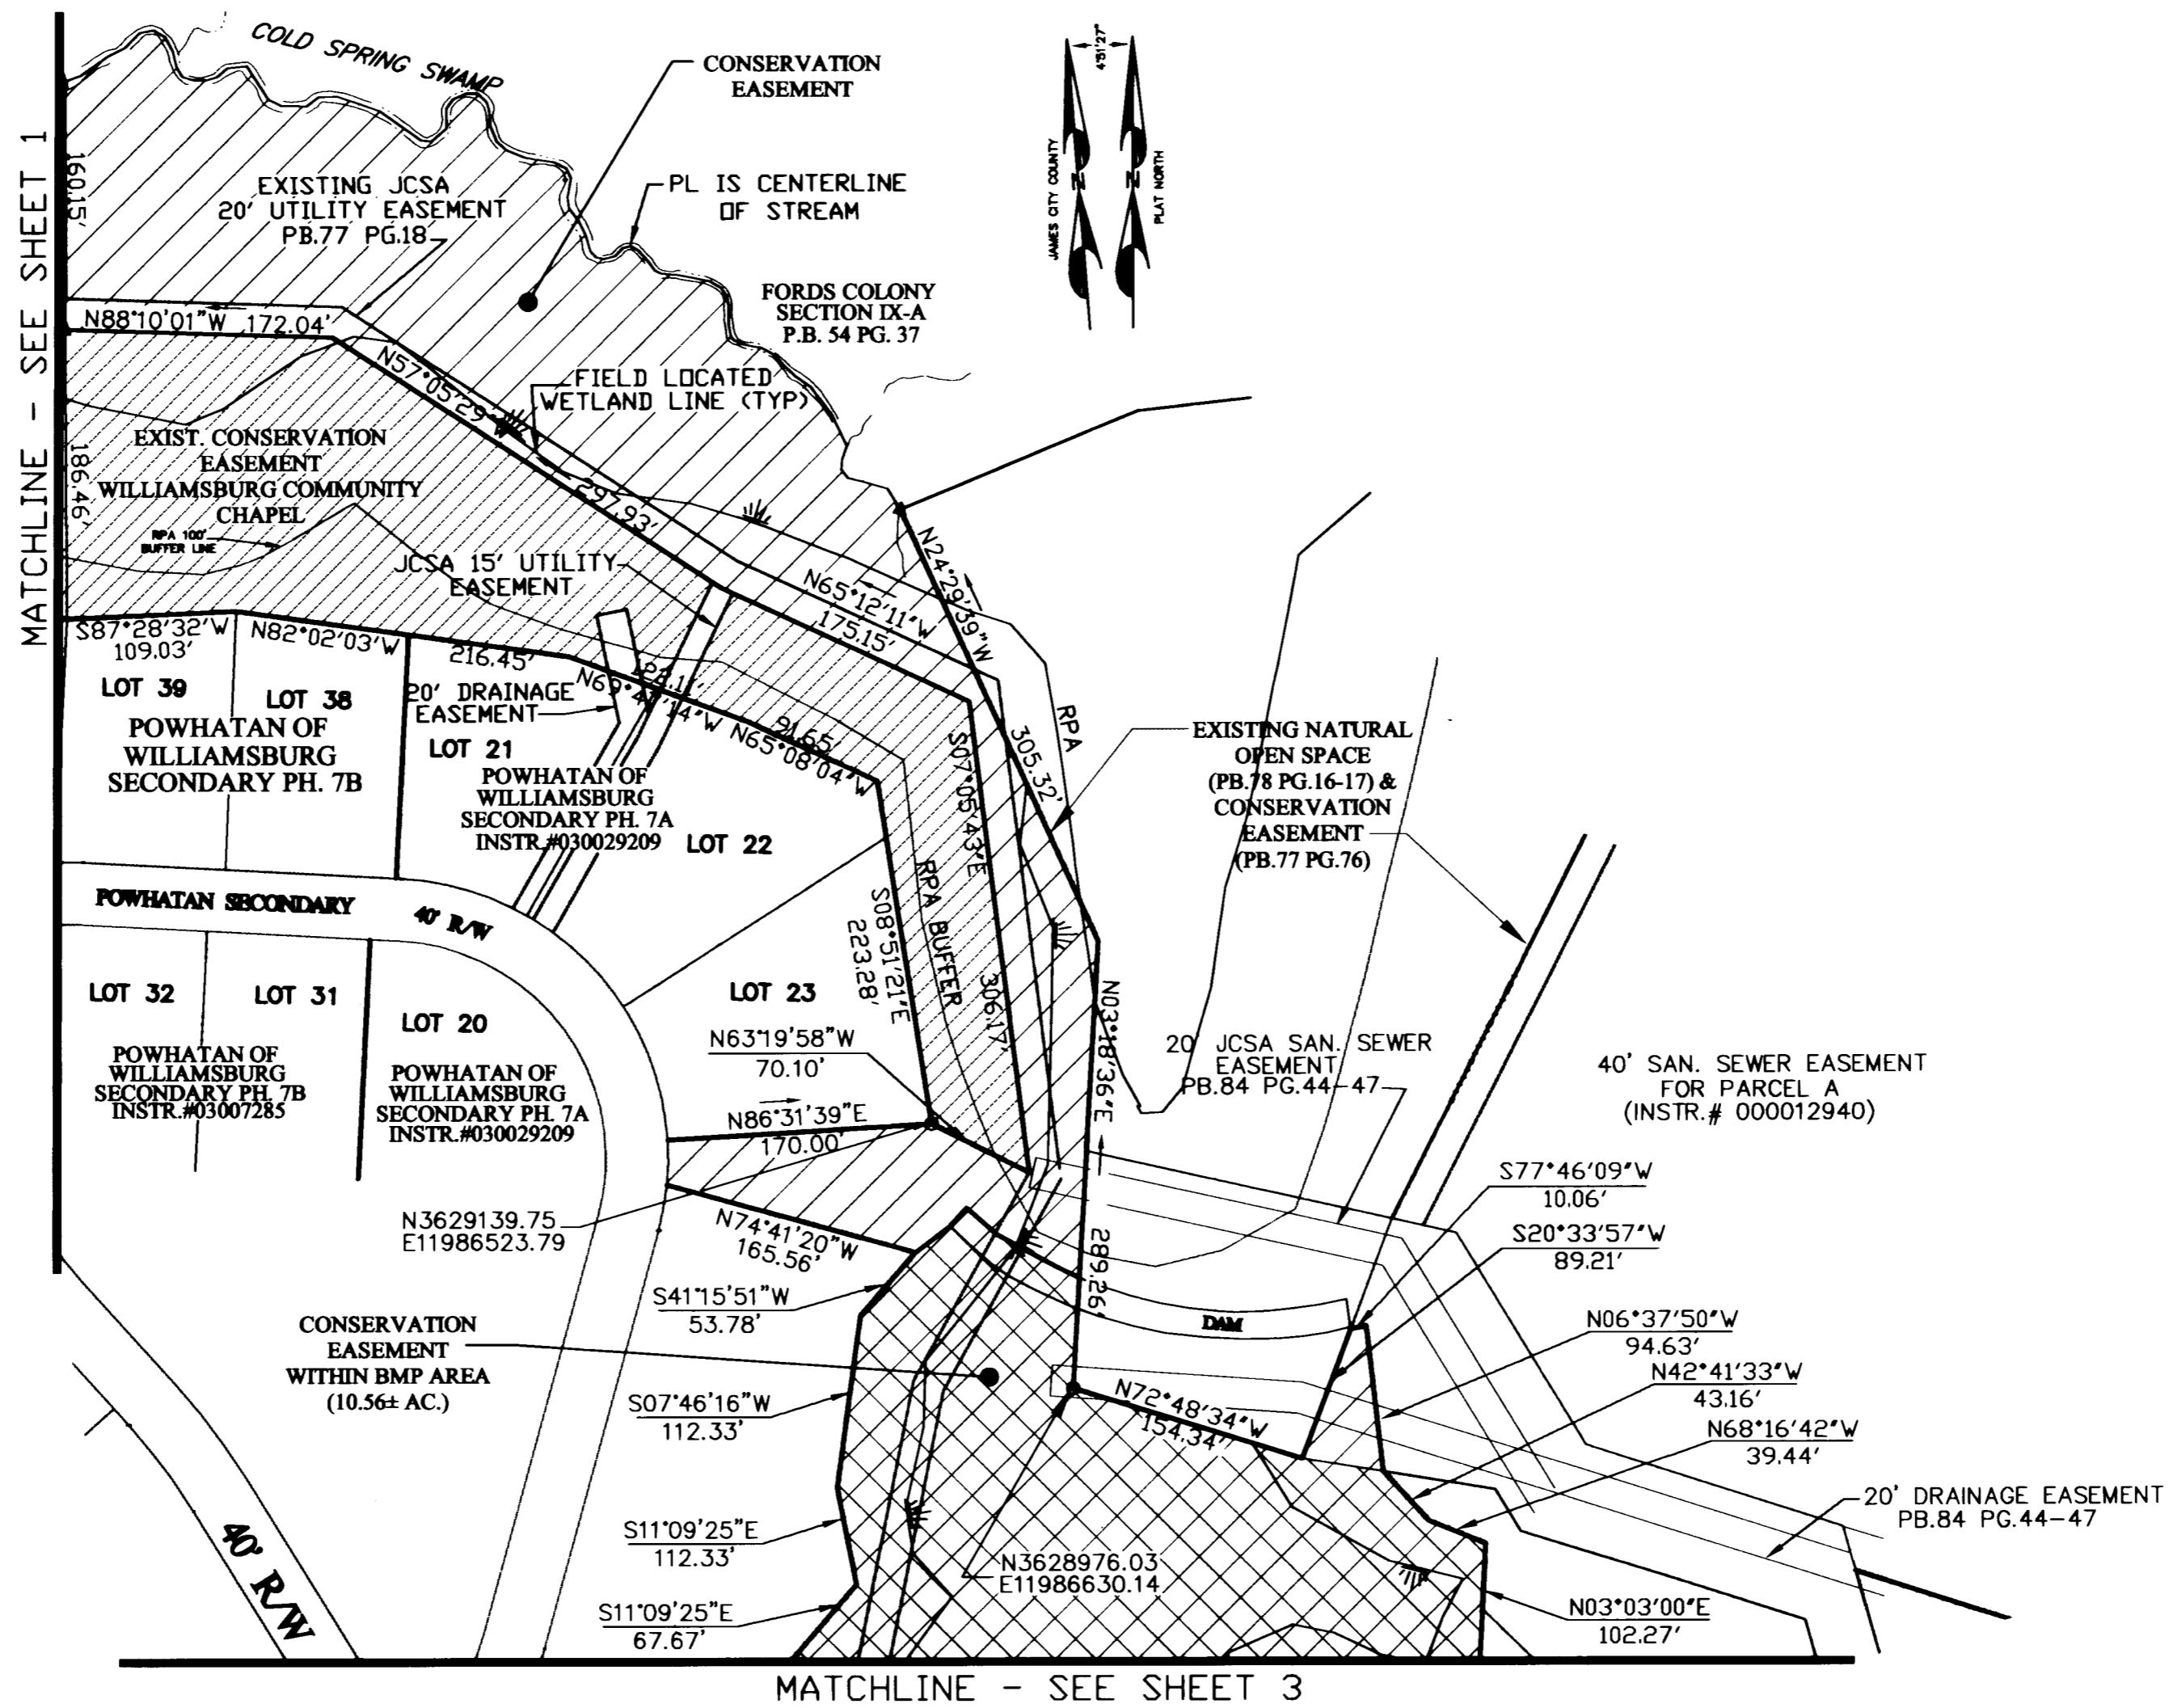 COLD SPRING SWAMP
CONSERVATION
EASEMENT
4°51'27"
JAMES CITY COUNTY
N
N
PLAT NORTH
MATCHLINE - SEE SHEET 1
160.15'
EXISTING JCSA
20' UTILITY EASEMENT
PB.77 PG.18
PL IS CENTERLINE
OF STREAM
FORDS COLONY
SECTION IX-A
P.B. 54 PG. 37
N88°10'01"W 172.04'
N57°05'29"W
297.93'
FIELD LOCATED
WETLAND LINE (TYP)
186.46'
EXIST. CONSERVATION
EASEMENT
WILLIAMSBURG COMMUNITY
CHAPEL
RPA 100'
BUFFER LINE
JCSA 15' UTILITY
EASEMENT
N65°12'11"W
175.15'
N24°29'39"W
305.32'
RPA
S87°28'32"W
109.03'
N82°02'03"W
216.45'
LOT 39
LOT 38
POWHATAN OF
WILLIAMSBURG
SECONDARY PH. 7B
20' DRAINAGE
EASEMENT
N65°08'04"W
91.65'
LOT 21
POWHATAN OF
WILLIAMSBURG
SECONDARY PH. 7A
INSTR.#030029209
LOT 22
S07°05'43"E
306.17'
EXISTING NATURAL
OPEN SPACE
(PB.78 PG.16-17) &
CONSERVATION
EASEMENT
(PB.77 PG.76)
POWHATAN SECONDARY
40' R/W
RPA BUFFER
S08°51'21"E
223.28'
LOT 32
LOT 31
POWHATAN OF
WILLIAMSBURG
SECONDARY PH. 7B
INSTR.#03007285
LOT 20
POWHATAN OF
WILLIAMSBURG
SECONDARY PH. 7A
INSTR.#030029209
LOT 23
N63°19'58"W
70.10'
N86°31'39"E
170.00'
N03°18'36"E
289.26'
20' JCSA SAN. SEWER
EASEMENT
PB.84 PG.44-47
40' SAN. SEWER EASEMENT
FOR PARCEL A
(INSTR.# 000012940)
N3629139.75
E11986523.79
N74°41'20"W
165.56'
S77°46'09"W
10.06'
S20°33'57"W
89.21'
S41°15'51"W
53.78'
DAM
N06°37'50"W
94.63'
CONSERVATION
EASEMENT
WITHIN BMP AREA
(10.56± AC.)
N42°41'33"W
43.16'
S07°46'16"W
112.33'
N72°48'34"W
154.34'
N68°16'42"W
39.44'
20' DRAINAGE EASEMENT
PB.84 PG.44-47
S11°09'25"E
112.33'
N3628976.03
E11986630.14
40' R/W
S11°09'25"E
67.67'
N03°03'00"E
102.27'
MATCHLINE - SEE SHEET 3